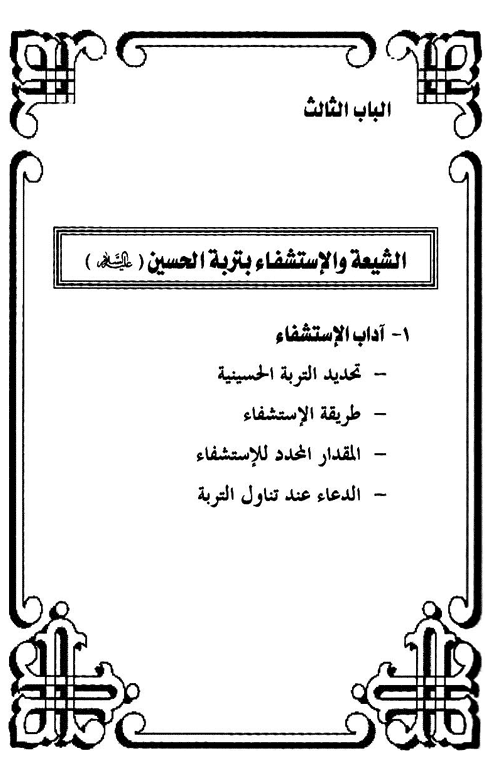 الباب الثالث
الشيعة والإستشفاء بتربة الحسين ( عليه السلام )
١- آداب الإستشفاء
- تحديد التربة الحسينية
- طريقة الإستشفاء
- المقدار المحدد للإستشفاء
- الدعاء عند تناول التربة